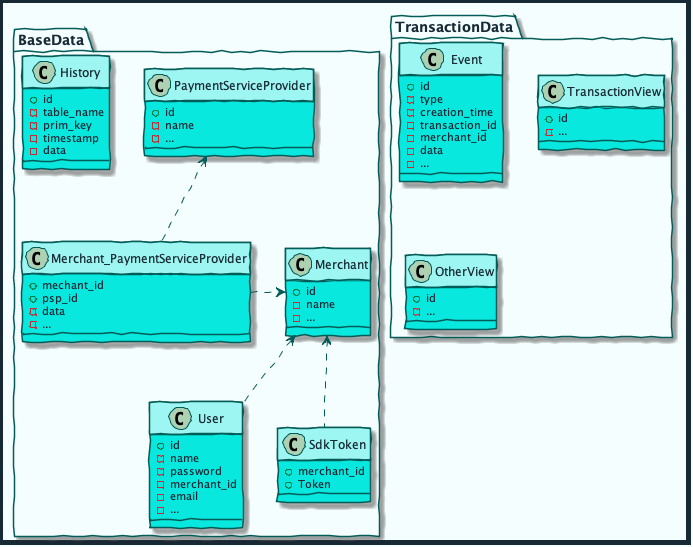 BaseData
C History
id
table_name
prim_key
timestamp
data
C PaymentServiceProvider
id
name
...
C Merchant_PaymentServiceProvider
mechant_id
psp_id
data
...
C Merchant
id
name
...
C User
id
name
password
merchant_id
email
...
C SdkToken
merchant_id
Token
TransactionData
C Event
id
type
creation_time
transaction_id
merchant_id
data
...
C TransactionView
id
...
C OtherView
id
...